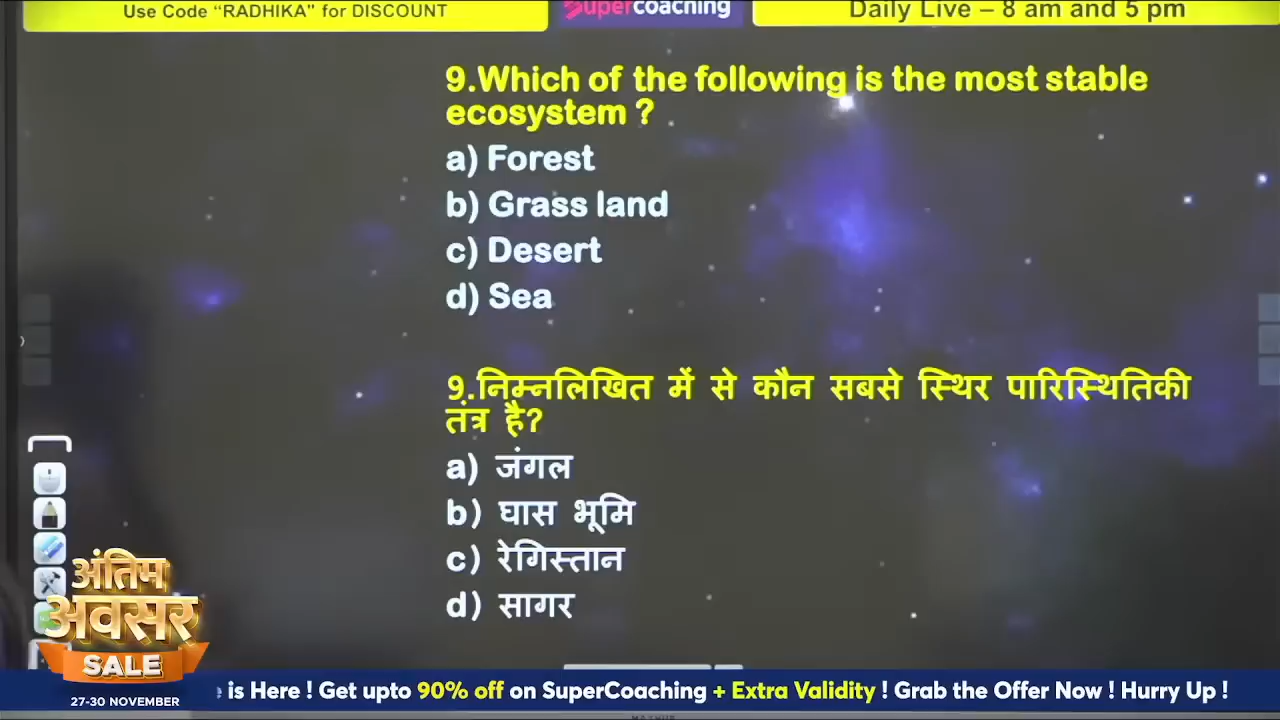 Use Code “RADHIKA” for DISCOUNT
Supercoaching
Daily Live – 8 am and 5 pm
9.Which of the following is the most stable
ecosystem ?
a) Forest
b) Grass land
c) Desert
d) Sea
9.निम्नलिखित में से कौन सबसे स्थिर पारिस्थितिकी
तंत्र है?
a) जंगल
b) घास भूमि
c) रेगिस्तान
d) सागर
अंतिम
अवसर
SALE
27-30 NOVEMBER
is Here ! Get upto 90% off on SuperCoaching + Extra Validity ! Grab the Offer Now ! Hurry Up !